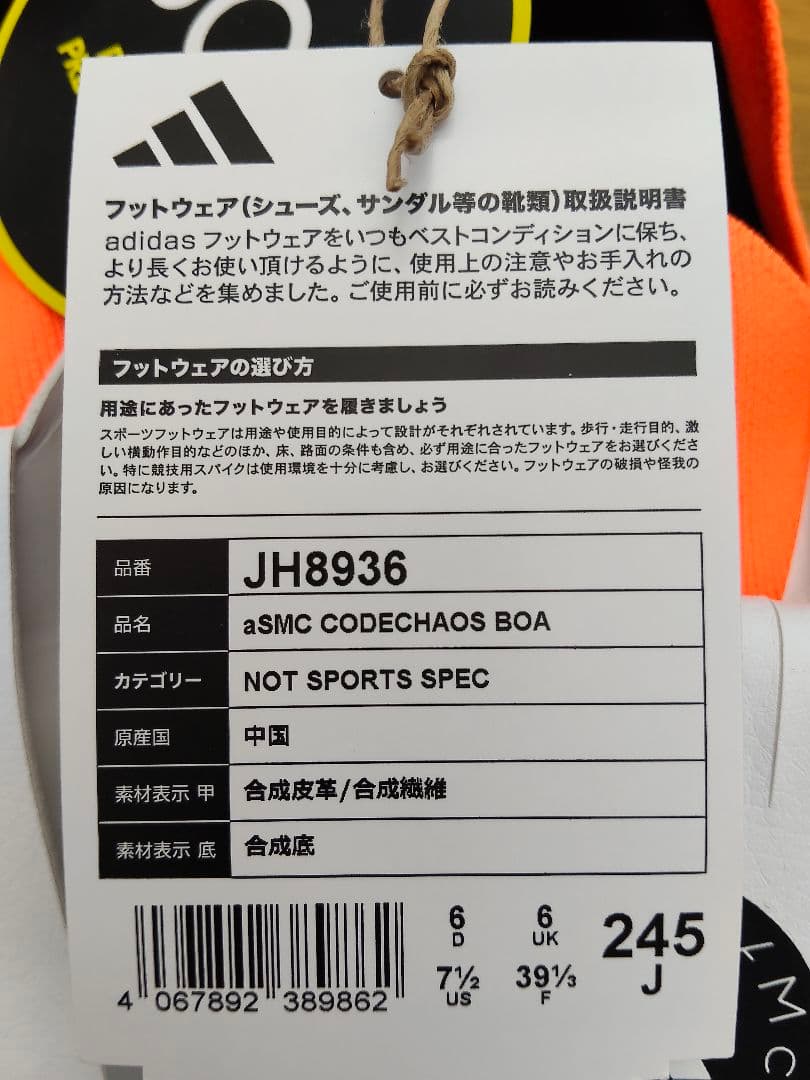 フットウェア(シューズ、サンダル等の靴類)取扱説明書
adidas フットウェアをいつもベストコンディションに保ち、
より長くお使い頂けるように、使用上の注意やお手入れの
方法などを集めました。ご使用前に必ずお読みください。
フットウェアの選び方
用途にあったフットウェアを履きましょう
スポーツフットウェアは用途や使用目的によって設計がそれぞれされています。歩行・走行目的、激
しい横動作目的などのほか、床、路面の条件も含め、必ず用途に合ったフットウェアをお選びくださ
い。特に競技用スパイクは使用環境を十分に考慮し、お選びください。フットウェアの破損や怪我の
原因になります。
品番 JH8936
品名 aSMC CODECHAOS BOA
カテゴリー NOT SPORTS SPEC
原産国 中国
素材表示 甲 合成皮革/合成繊維
素材表示 底 合成底
6 6 245
D UK J
7½ 39⅓
US F
4 067892 389862